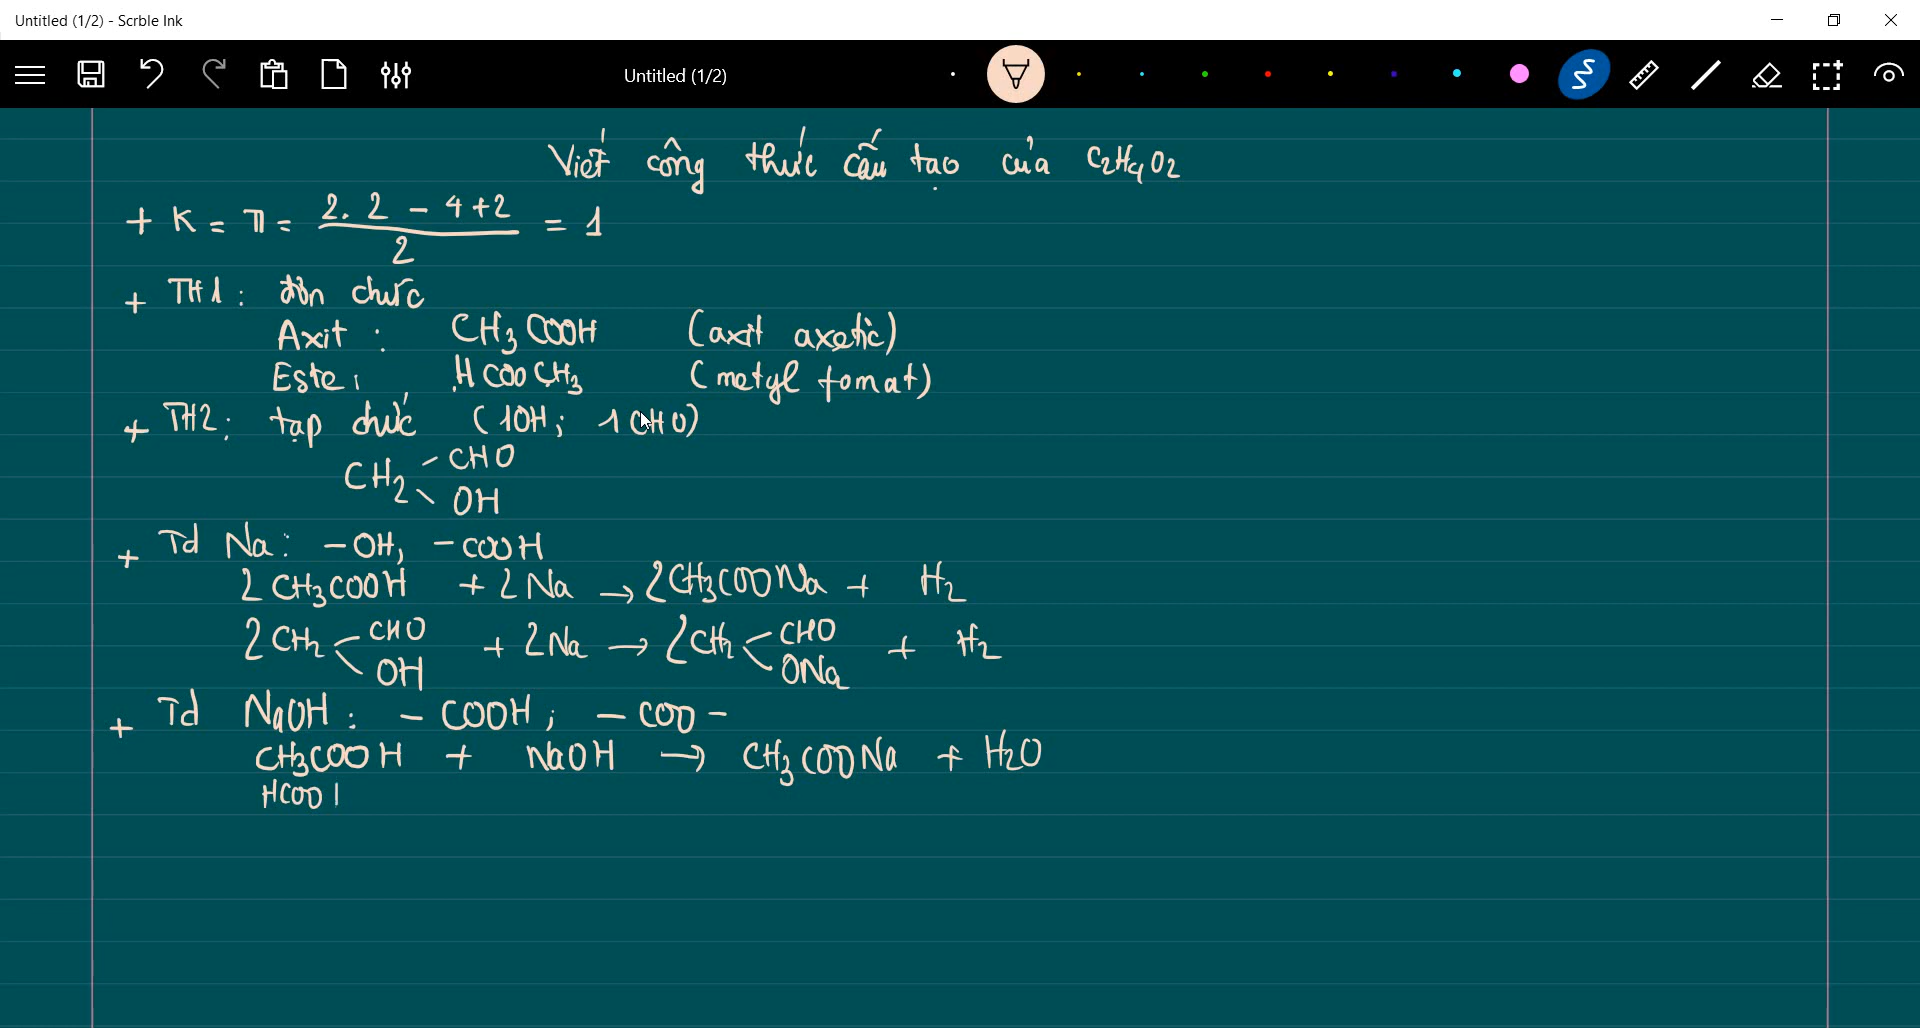 Untitled (1/2) - Scrble Ink
Untitled (1/2)
Viết công thức cấu tạo của C2H4O2
+ K = π = (2. 2 - 4 + 2) / 2 = 1
+ TH1: đơn chức
Axit : CH3COOH (axit axetic)
Este: HCOOCH3 (metyl fomat)
+ TH2: tạp chức (1OH; 1CHO)
CH2 CHO
OH
+ Td Na: -OH, -COOH
2CH3COOH + 2Na → 2CH3COONa + H2
2CH2 CHO OH + 2Na → 2CH2 CHO ONa + H2
+ Td NaOH: - COOH; - COO -
CH3COOH + NaOH → CH3COONa + H2O
HCOO